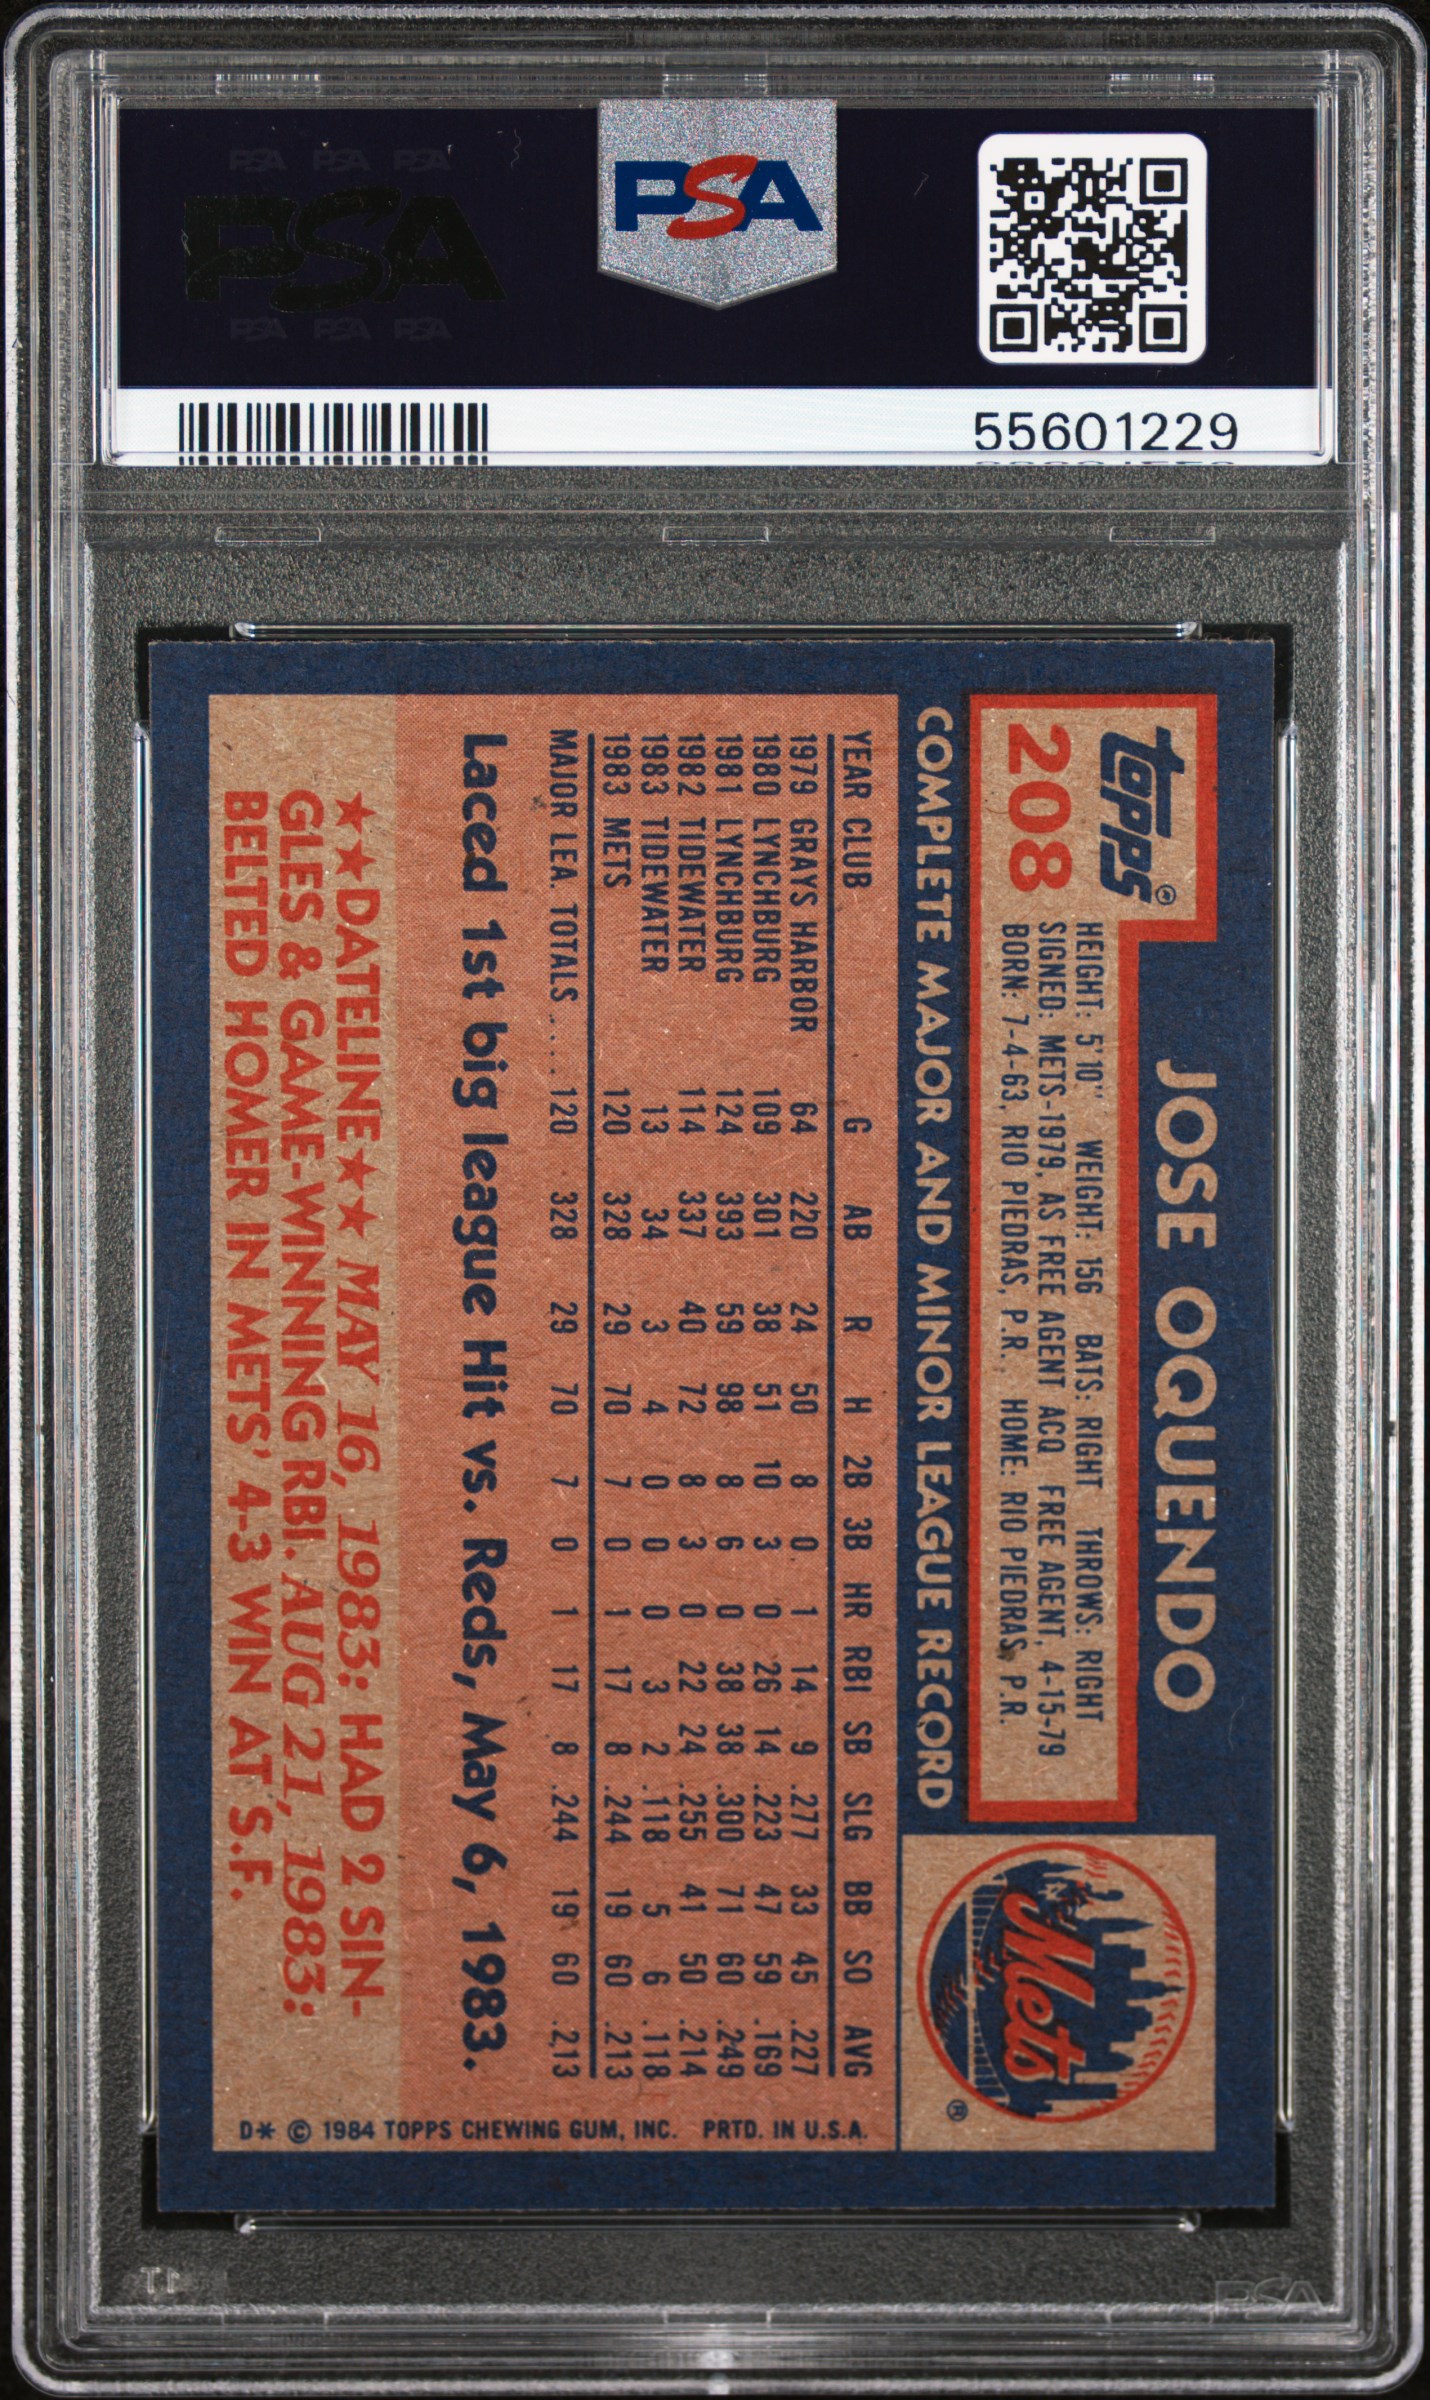 PSA PSA PSA
PSA
PSA PSA PSA
PSA
55601229
topps®
208
JOSE OQUENDO
HEIGHT: 5'10" WEIGHT: 156 BATS: RIGHT THROWS: RIGHT
SIGNED: METS-1979, AS FREE AGENT ACQ. FREE AGENT, 4-15-79
BORN: 7-4-63, RIO PIEDRAS, P.R. HOME: RIO PIEDRAS, P.R.
Mets
®
COMPLETE MAJOR AND MINOR LEAGUE RECORD
YEAR CLUB G AB R H 2B 3B HR RBI SB SLG BB SO AVG
1979 GRAYS HARBOR 64 220 24 50 8 0 1 14 9 .277 33 45 .227
1980 LYNCHBURG 109 301 38 51 10 3 0 26 14 .223 47 59 .169
1981 LYNCHBURG 124 393 59 98 8 6 0 38 38 .300 71 60 .249
1982 TIDEWATER 114 337 40 72 8 3 0 22 24 .255 41 50 .214
1983 TIDEWATER 13 34 3 4 0 0 0 3 2 .118 5 6 .118
1983 METS 120 328 29 70 7 0 1 17 8 .244 19 60 .213
MAJOR LEA. TOTALS .... 120 328 29 70 7 0 1 17 8 .244 19 60 .213
Laced 1st big league Hit vs. Reds, May 6, 1983.
★★DATELINE★★ MAY 16, 1983: HAD 2 SIN-
GLES & GAME-WINNING RBI. AUG 21, 1983:
BELTED HOMER IN METS' 4-3 WIN AT S.F.
D* © 1984 TOPPS CHEWING GUM, INC. PRTD. IN U.S.A.
PSA